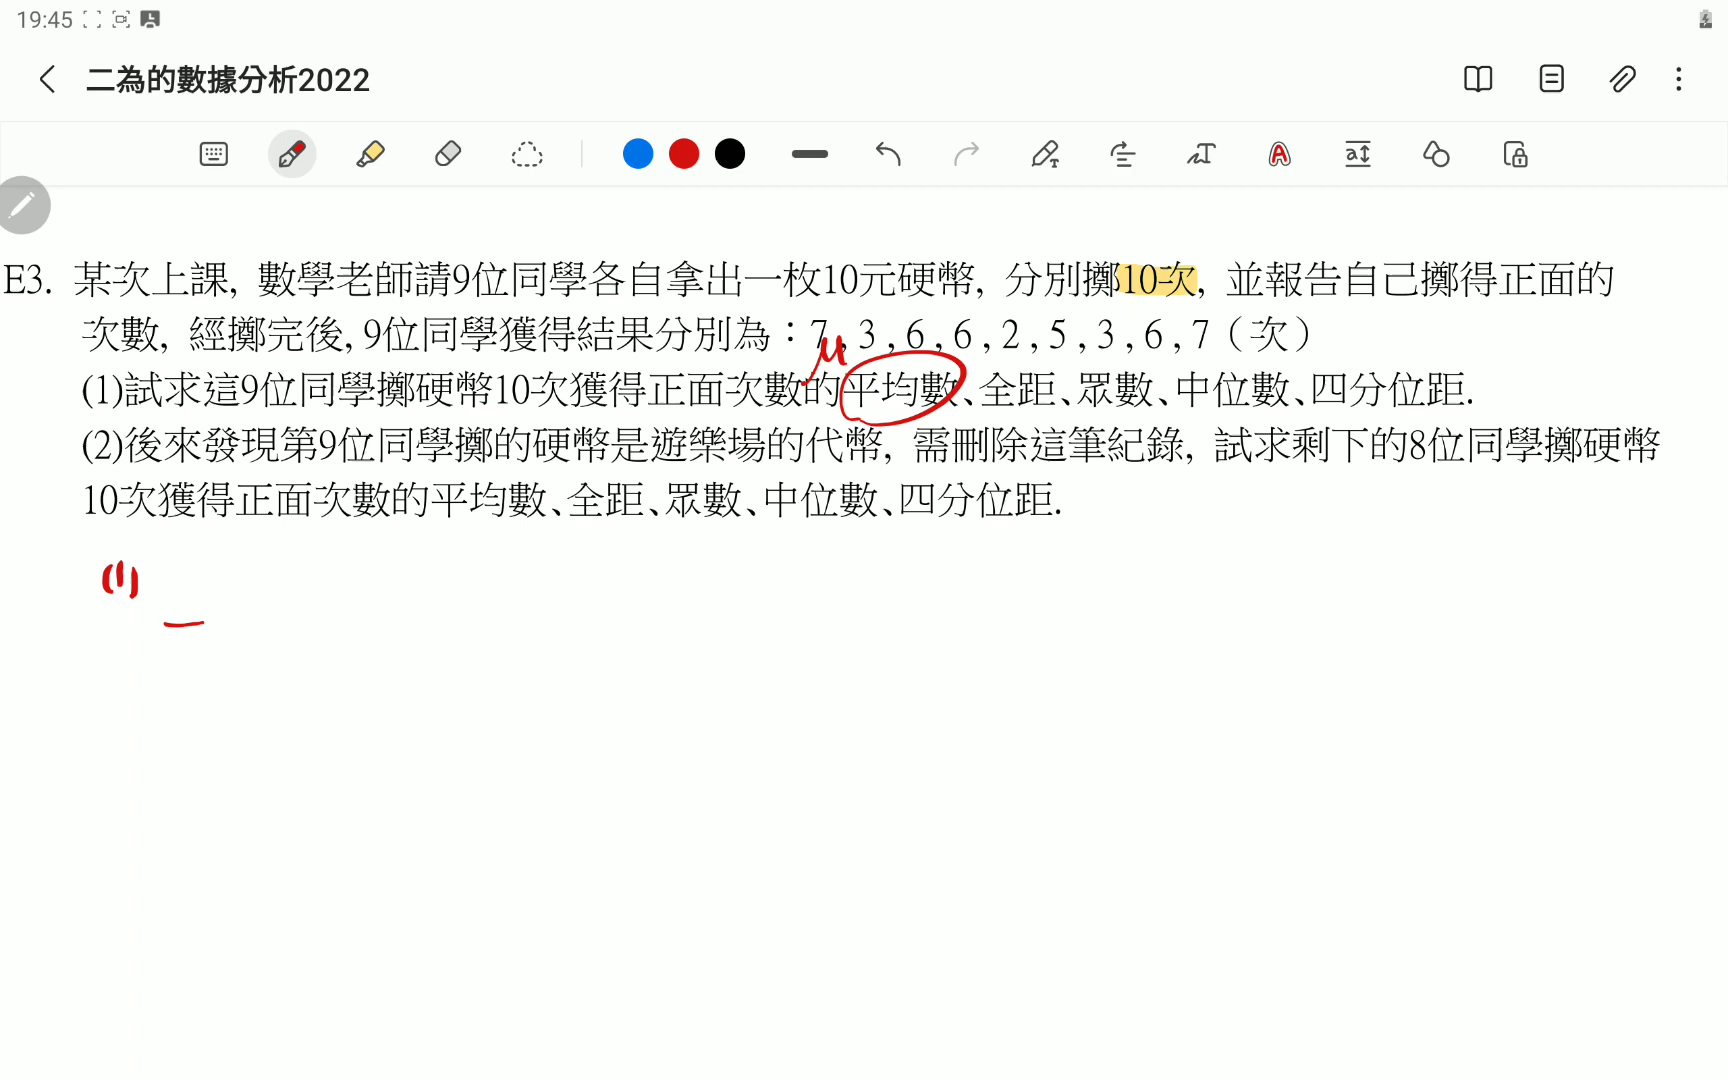 19:45
二為的數據分析2022
E3. 某次上課, 數學老師請9位同學各自拿出一枚10元硬幣, 分別擲10次, 並報告自己擲得正面的
次數, 經擲完後, 9位同學獲得結果分別為：7 , 3 , 6 , 6 , 2 , 5 , 3 , 6 , 7（次）
μ
(1)試求這9位同學擲硬幣10次獲得正面次數的平均數、全距、眾數、中位數、四分位距.
(2)後來發現第9位同學擲的硬幣是遊樂場的代幣, 需刪除這筆紀錄, 試求剩下的8位同學擲硬幣
10次獲得正面次數的平均數、全距、眾數、中位數、四分位距.
(1)